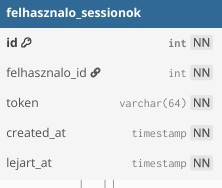 felhasznalo_sessionok
id int NN
felhasznalo_id int NN
token varchar(64) NN
created_at timestamp NN
lejart_at timestamp NN